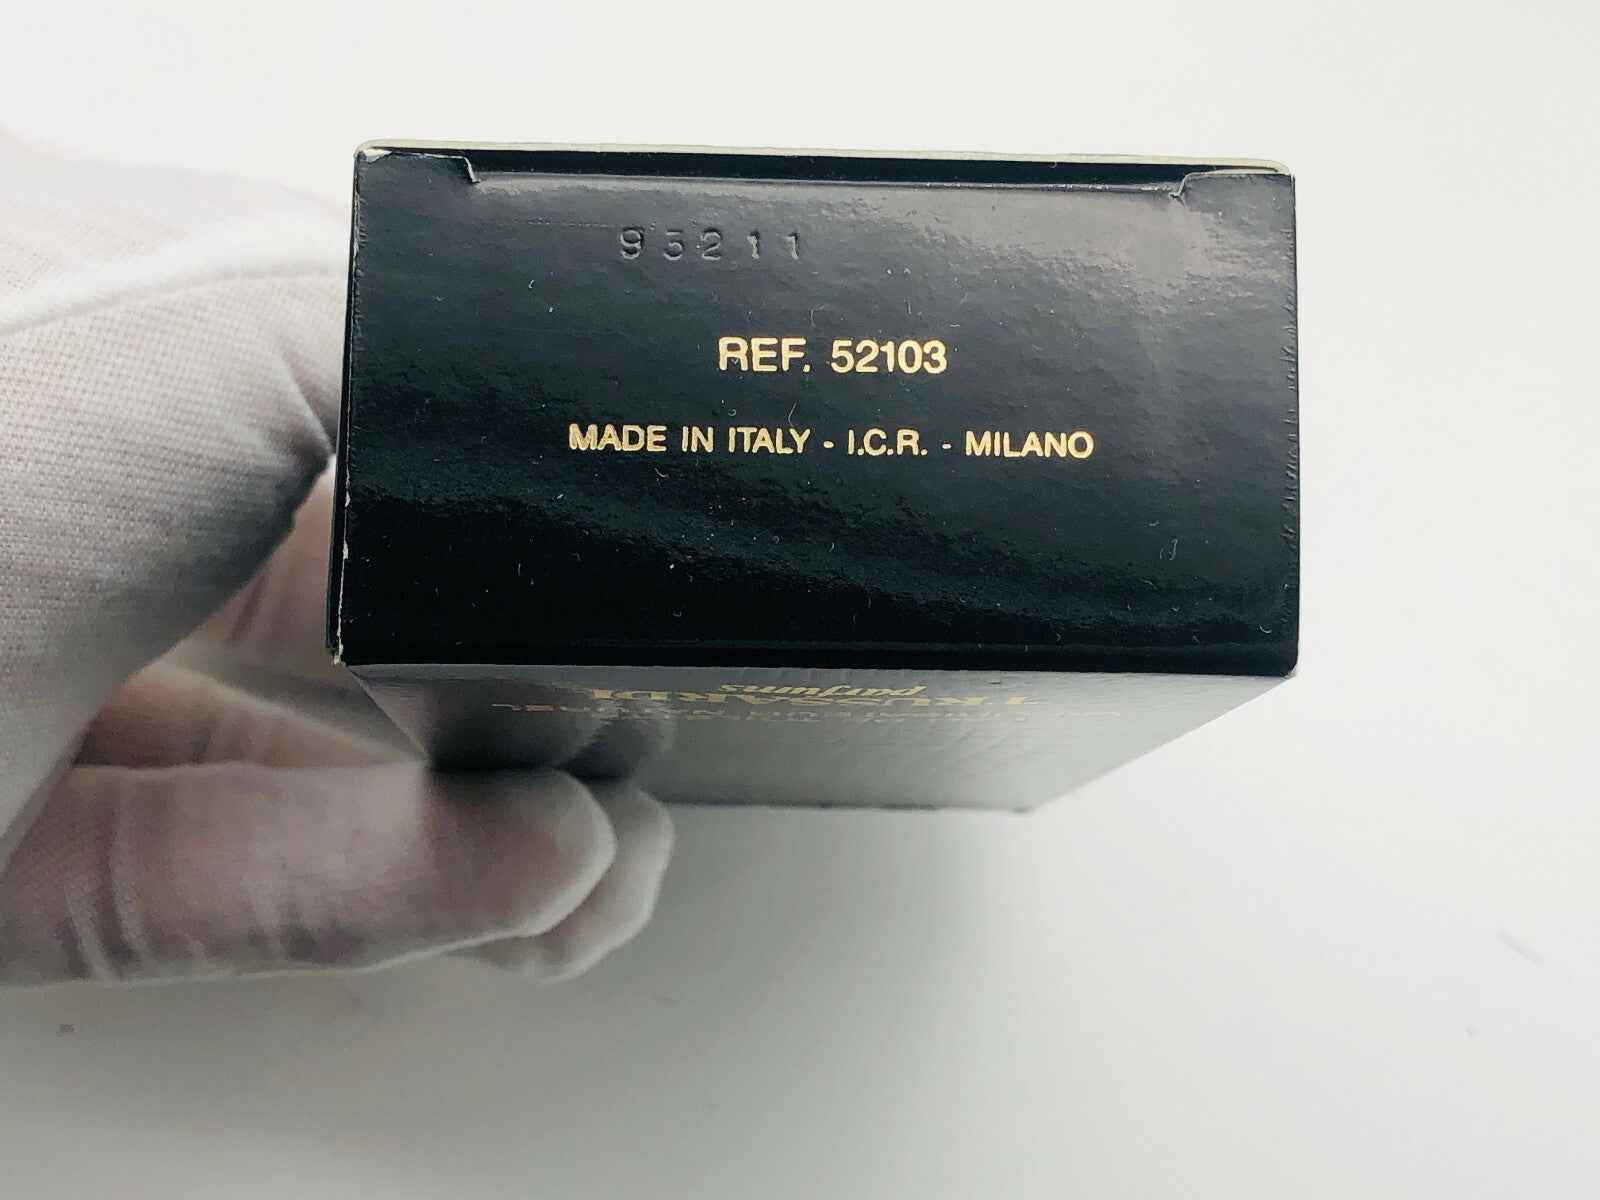 95211
REF. 52103
MADE IN ITALY - I.C.R. - MILANO
parfums
TRUSSARDI